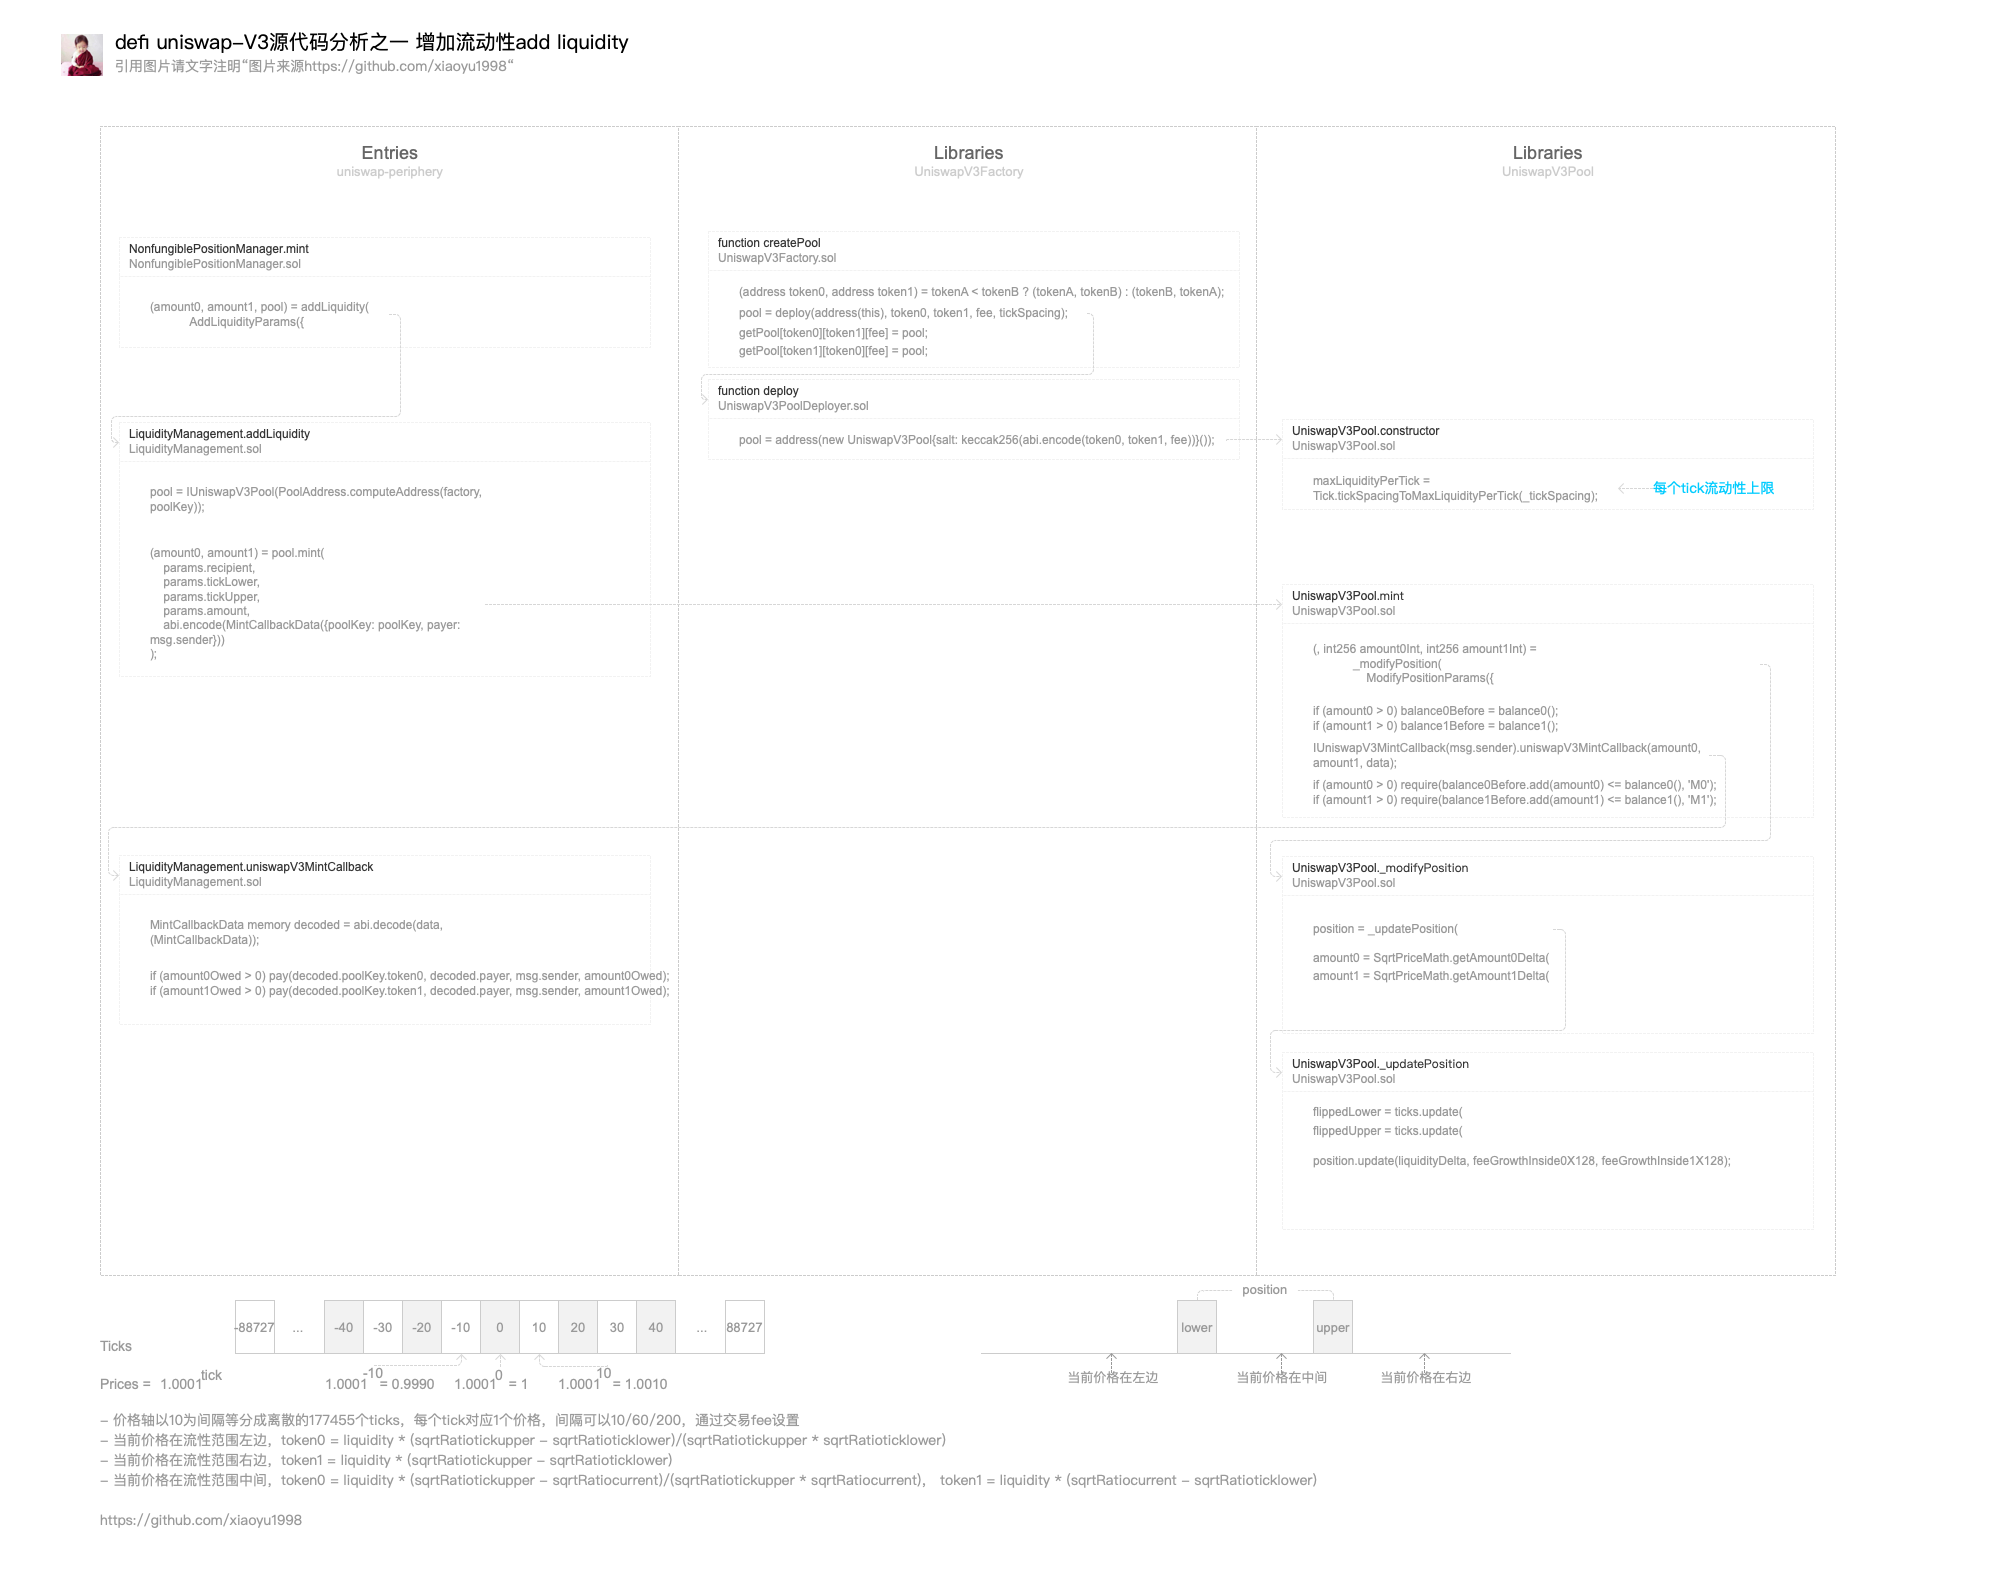 defi uniswap-V3源代码分析之一 增加流动性add liquidity
引用图片请文字注明“图片来源https://github.com/xiaoyu1998“
Entries
uniswap-periphery
NonfungiblePositionManager.mint
NonfungiblePositionManager.sol
(amount0, amount1, pool) = addLiquidity(
AddLiquidityParams({
LiquidityManagement.addLiquidity
LiquidityManagement.sol
pool = IUniswapV3Pool(PoolAddress.computeAddress(factory,
poolKey));
(amount0, amount1) = pool.mint(
params.recipient,
params.tickLower,
params.tickUpper,
params.amount,
abi.encode(MintCallbackData({poolKey: poolKey, payer:
msg.sender}))
);
LiquidityManagement.uniswapV3MintCallback
LiquidityManagement.sol
MintCallbackData memory decoded = abi.decode(data,
(MintCallbackData));
if (amount0Owed > 0) pay(decoded.poolKey.token0, decoded.payer, msg.sender, amount0Owed);
if (amount1Owed > 0) pay(decoded.poolKey.token1, decoded.payer, msg.sender, amount1Owed);
Libraries
UniswapV3Factory
function createPool
UniswapV3Factory.sol
(address token0, address token1) = tokenA < tokenB ? (tokenA, tokenB) : (tokenB, tokenA);
pool = deploy(address(this), token0, token1, fee, tickSpacing);
getPool[token0][token1][fee] = pool;
getPool[token1][token0][fee] = pool;
function deploy
UniswapV3PoolDeployer.sol
pool = address(new UniswapV3Pool{salt: keccak256(abi.encode(token0, token1, fee))}());
Libraries
UniswapV3Pool
UniswapV3Pool.constructor
UniswapV3Pool.sol
maxLiquidityPerTick =
Tick.tickSpacingToMaxLiquidityPerTick(_tickSpacing);
每个tick流动性上限
UniswapV3Pool.mint
UniswapV3Pool.sol
(, int256 amount0Int, int256 amount1Int) =
_modifyPosition(
ModifyPositionParams({
if (amount0 > 0) balance0Before = balance0();
if (amount1 > 0) balance1Before = balance1();
IUniswapV3MintCallback(msg.sender).uniswapV3MintCallback(amount0,
amount1, data);
if (amount0 > 0) require(balance0Before.add(amount0) <= balance0(), 'M0');
if (amount1 > 0) require(balance1Before.add(amount1) <= balance1(), 'M1');
UniswapV3Pool._modifyPosition
UniswapV3Pool.sol
position = _updatePosition(
amount0 = SqrtPriceMath.getAmount0Delta(
amount1 = SqrtPriceMath.getAmount1Delta(
UniswapV3Pool._updatePosition
UniswapV3Pool.sol
flippedLower = ticks.update(
flippedUpper = ticks.update(
position.update(liquidityDelta, feeGrowthInside0X128, feeGrowthInside1X128);
Ticks
-88727 ... -40 -30 -20 -10 0 10 20 30 40 ... 88727
Prices = 1.0001 tick
1.0001 -10 = 0.9990
1.0001 0 = 1
1.0001 10 = 1.0010
position
lower
upper
当前价格在左边
当前价格在中间
当前价格在右边
- 价格轴以10为间隔等分成离散的177455个ticks，每个tick对应1个价格，间隔可以10/60/200，通过交易fee设置
- 当前价格在流性范围左边，token0 = liquidity * (sqrtRatiotickupper - sqrtRatioticklower)/(sqrtRatiotickupper * sqrtRatioticklower)
- 当前价格在流性范围右边，token1 = liquidity * (sqrtRatiotickupper - sqrtRatioticklower)
- 当前价格在流性范围中间，token0 = liquidity * (sqrtRatiotickupper - sqrtRatiocurrent)/(sqrtRatiotickupper * sqrtRatiocurrent)， token1 = liquidity * (sqrtRatiocurrent - sqrtRatioticklower)
https://github.com/xiaoyu1998